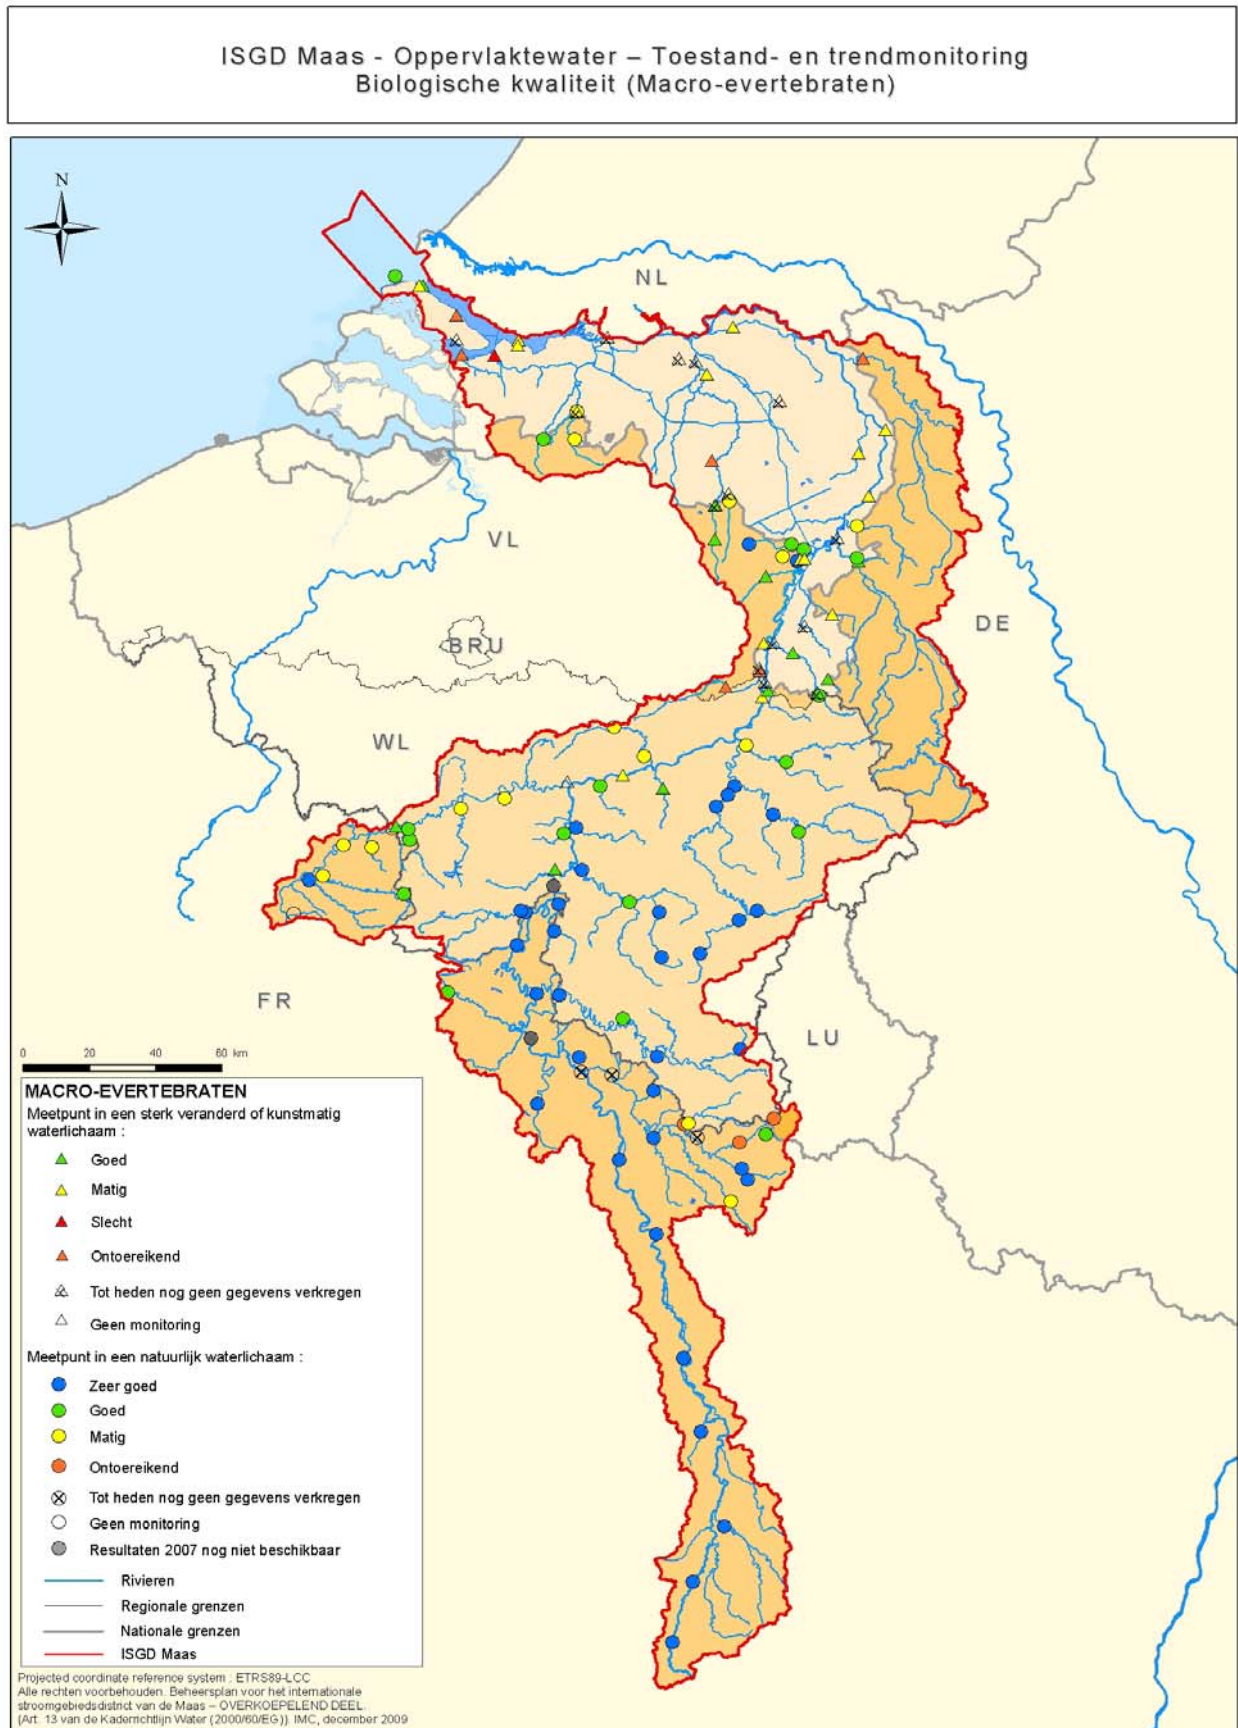 ISGD Maas - Oppervlaktewater – Toestand- en trendmonitoring
Biologische kwaliteit (Macro-evertebraten)
N
NL
VL
DE
BRU
WL
FR
LU
0 20 40 60 km
MACRO-EVERTEBRATEN
Meetpunt in een sterk veranderd of kunstmatig
waterlichaam :
Goed
Matig
Slecht
Ontoereikend
Tot heden nog geen gegevens verkregen
Geen monitoring
Meetpunt in een natuurlijk waterlichaam :
Zeer goed
Goed
Matig
Ontoereikend
Tot heden nog geen gegevens verkregen
Geen monitoring
Resultaten 2007 nog niet beschikbaar
Rivieren
Regionale grenzen
Nationale grenzen
ISGD Maas
Projected coordinate reference system : ETRS89-LCC
Alle rechten voorbehouden. Beheersplan voor het internationale
stroomgebiedsdistrict van de Maas – OVERKOEPELEND DEEL.
(Art. 13 van de Kaderrichtlijn Water (2000/60/EG)). IMC, december 2009